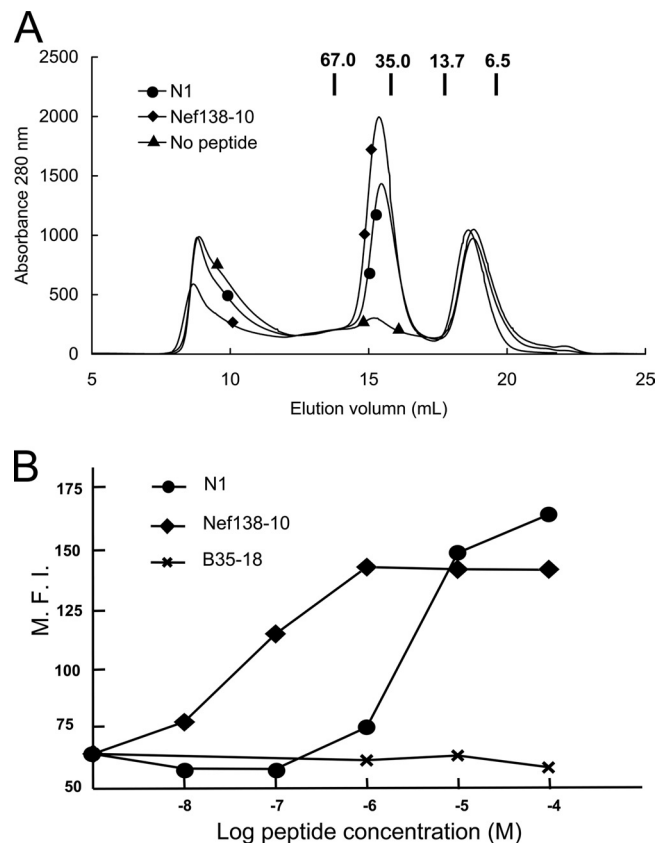 A
67.0 35.0 13.7 6.5
2500
2000
1500
1000
500
0
Absorbance 280 nm
N1
Nef138-10
No peptide
5 10 15 20 25
Elution volumn (mL)
B
175
150
125
100
75
50
M. F. I.
N1
Nef138-10
B35-18
-8 -7 -6 -5 -4
Log peptide concentration (M)